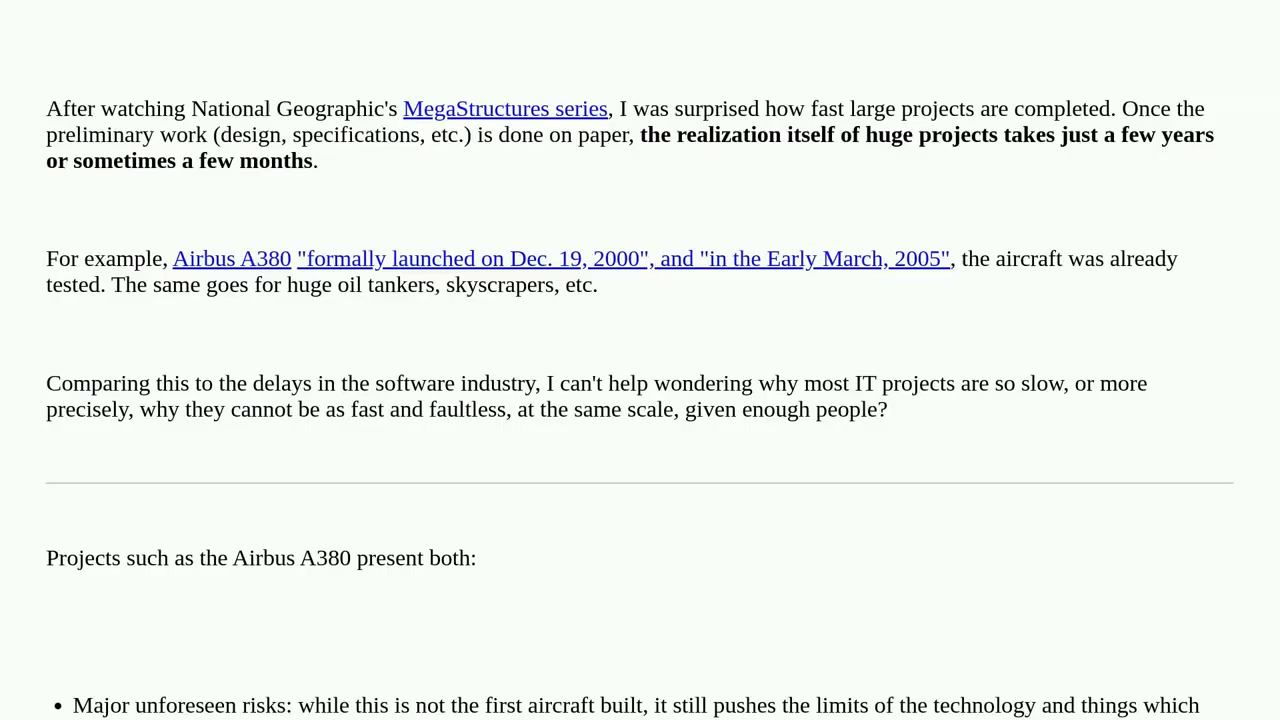 After watching National Geographic's MegaStructures series, I was surprised how fast large projects are completed. Once the
preliminary work (design, specifications, etc.) is done on paper, the realization itself of huge projects takes just a few years
or sometimes a few months.
For example, Airbus A380 "formally launched on Dec. 19, 2000", and "in the Early March, 2005", the aircraft was already
tested. The same goes for huge oil tankers, skyscrapers, etc.
Comparing this to the delays in the software industry, I can't help wondering why most IT projects are so slow, or more
precisely, why they cannot be as fast and faultless, at the same scale, given enough people?
Projects such as the Airbus A380 present both:
• Major unforeseen risks: while this is not the first aircraft built, it still pushes the limits of the technology and things which